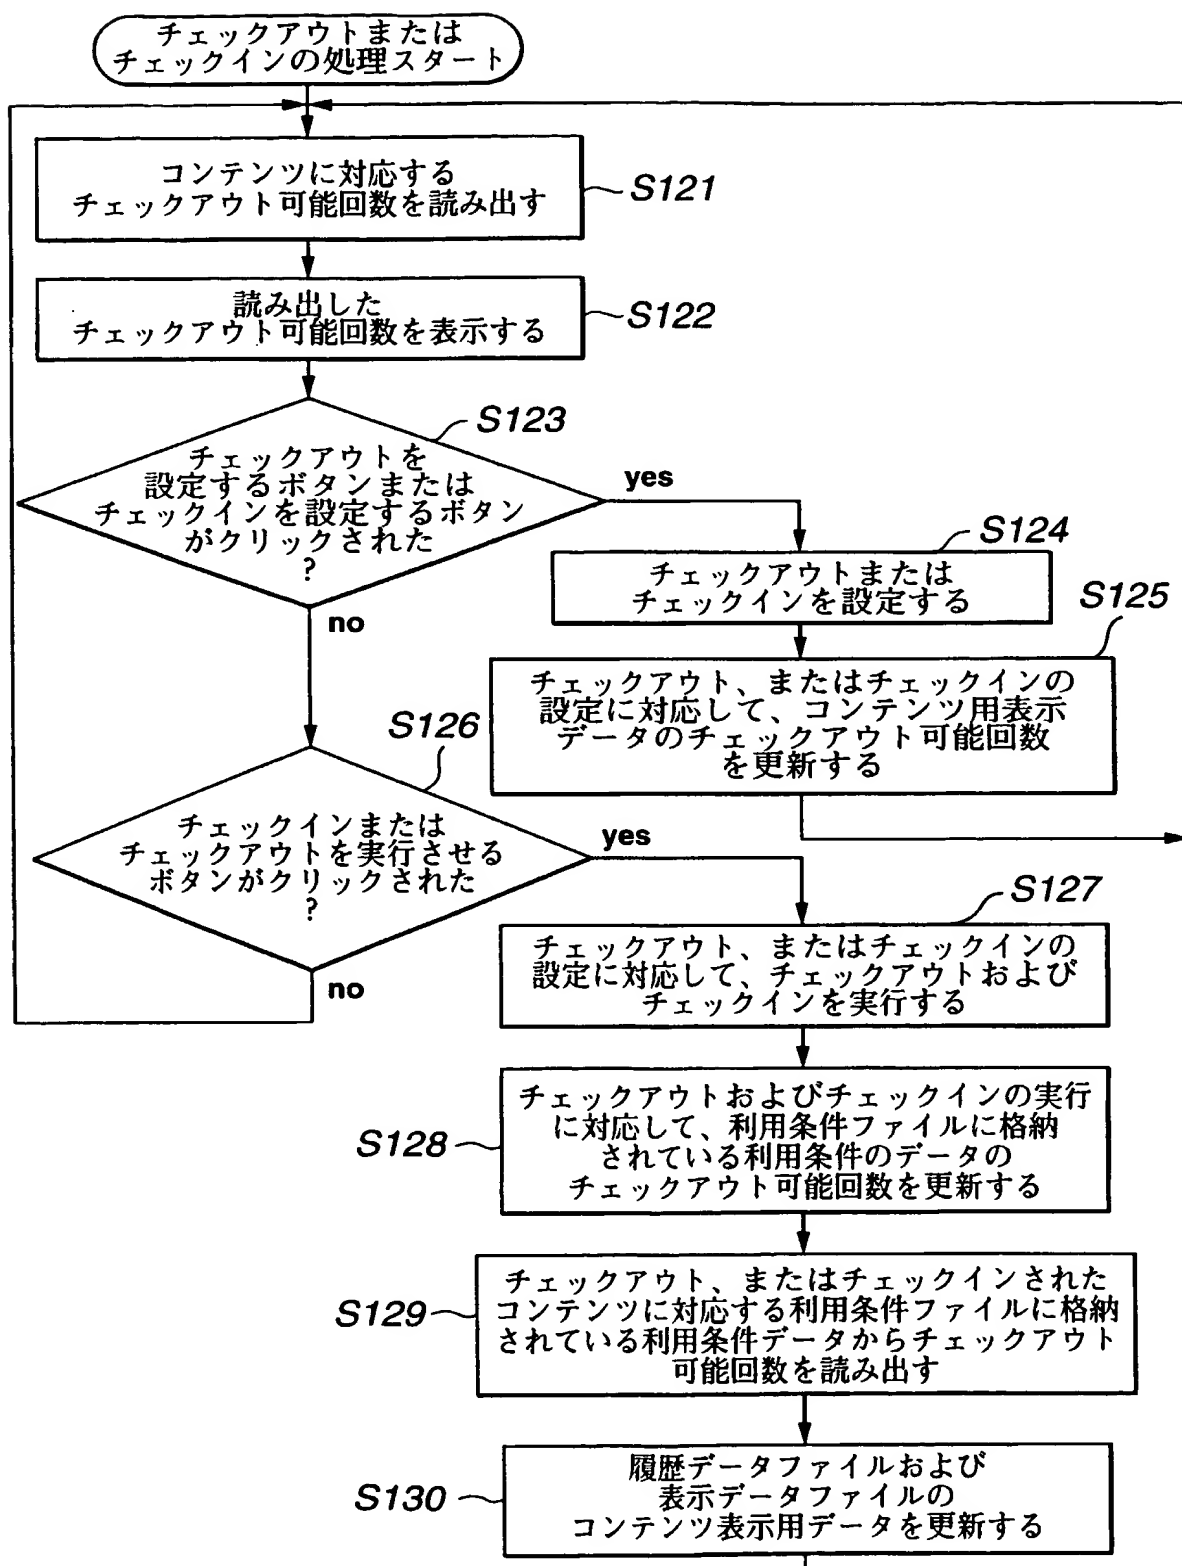 チェックアウトまたは
チェックインの処理スタート
コンテンツに対応する
チェックアウト可能回数を読み出す
S121
読み出した
チェックアウト可能回数を表示する
S122
S123
チェックアウトを
設定するボタンまたは
チェックインを設定するボタン
がクリックされた
?
yes
no
S124
チェックアウトまたは
チェックインを設定する
S125
チェックアウト、またはチェックインの
設定に対応して、コンテンツ用表示
データのチェックアウト可能回数
を更新する
S126
チェックインまたは
チェックアウトを実行させる
ボタンがクリックされた
?
yes
no
S127
チェックアウト、またはチェックインの
設定に対応して、チェックアウトおよび
チェックインを実行する
チェックアウトおよびチェックインの実行
に対応して、利用条件ファイルに格納
されている利用条件のデータの
チェックアウト可能回数を更新する
S128
チェックアウト、またはチェックインされた
コンテンツに対応する利用条件ファイルに格納
されている利用条件データからチェックアウト
可能回数を読み出す
S129
履歴データファイルおよび
表示データファイルの
コンテンツ表示用データを更新する
S130